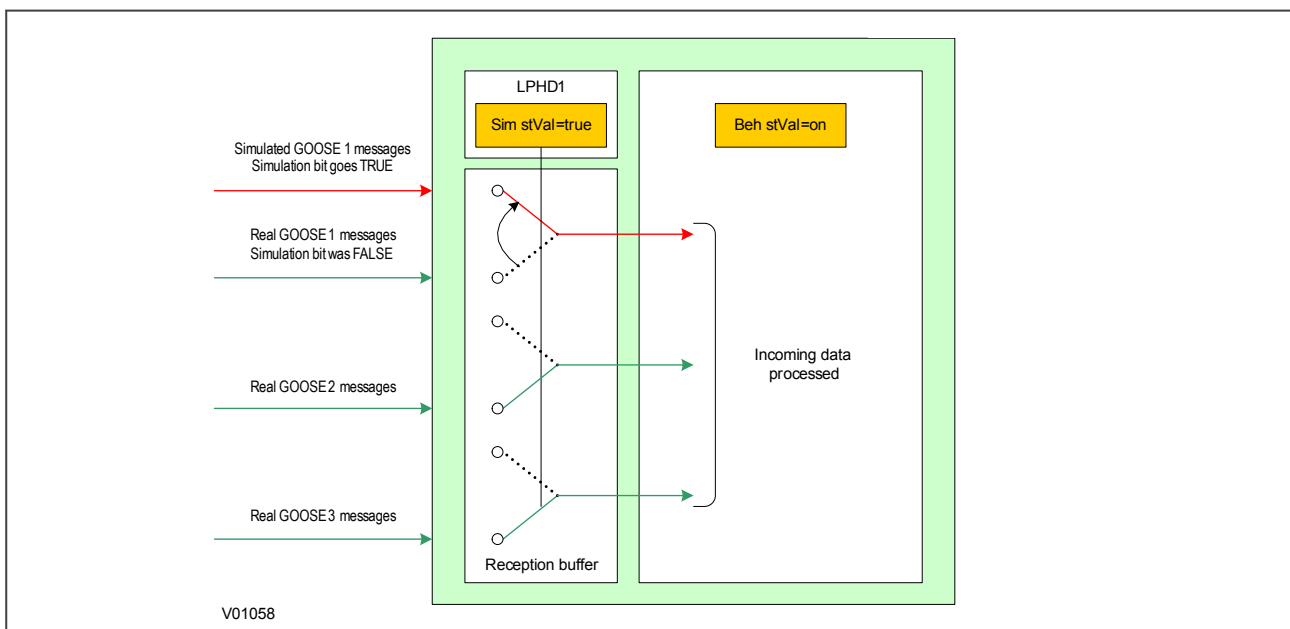 LPHD1
Sim stVal=true
Beh stVal=on
Simulated GOOSE 1 messages
Simulation bit goes TRUE
Real GOOSE 1 messages
Simulation bit was FALSE
Real GOOSE 2 messages
Real GOOSE 3 messages
Incoming data
processed
Reception buffer
V01058